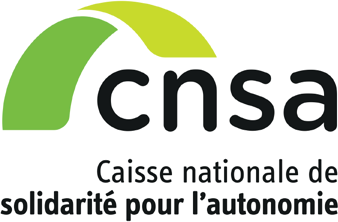 cnsa
Caisse nationale de
solidarité pour l'autonomie